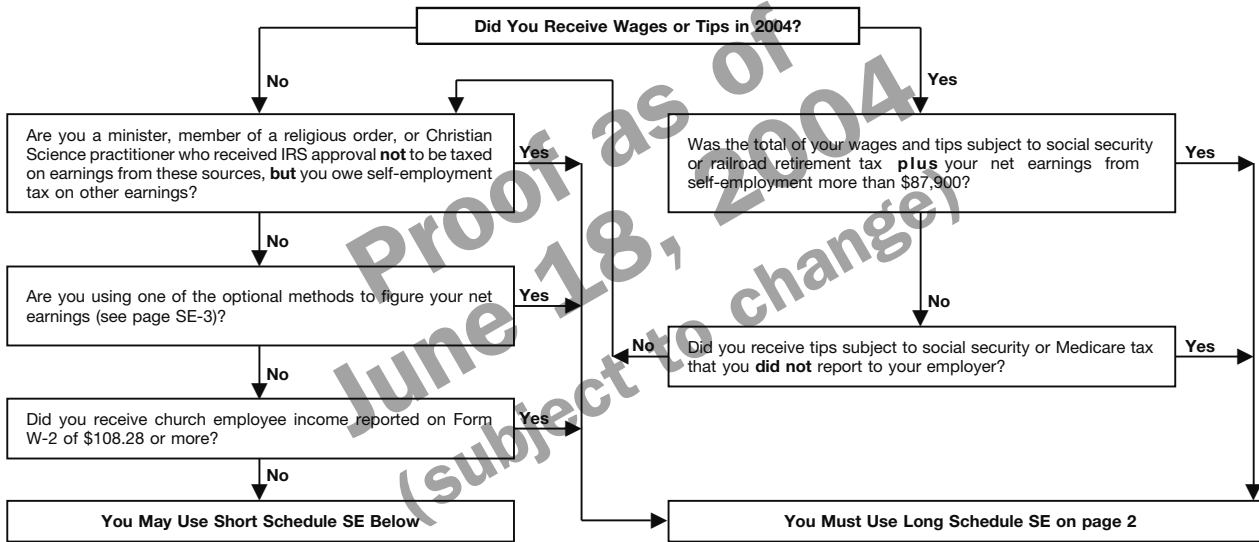 Did You Receive Wages or Tips in 2004?
No
Yes
Are you a minister, member of a religious order, or Christian
Science practitioner who received IRS approval not to be taxed
on earnings from these sources, but you owe self-employment
tax on other earnings?
Yes
Was the total of your wages and tips subject to social security
or railroad retirement tax plus your net earnings from
self-employment more than $87,900?
Yes
No
Are you using one of the optional methods to figure your net
earnings (see page SE-3)?
Yes
No
No
Did you receive tips subject to social security or Medicare tax
that you did not report to your employer?
Yes
No
Did you receive church employee income reported on Form
W-2 of $108.28 or more?
Yes
No
You May Use Short Schedule SE Below
You Must Use Long Schedule SE on page 2
Proof as of
June 18, 2004
(subject to change)